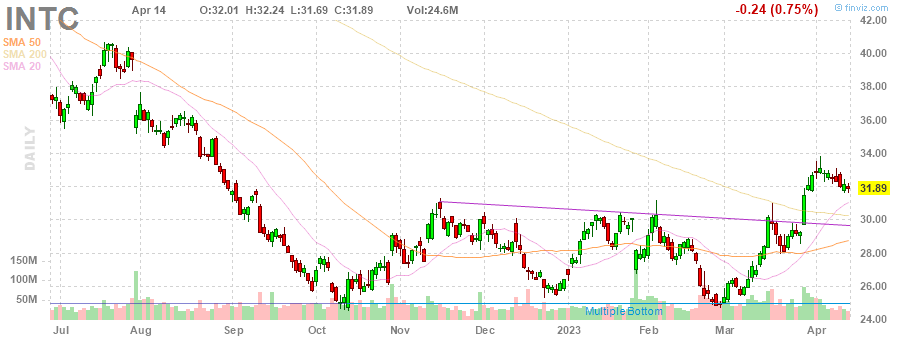 INTC Apr 14 O:32.01 H:32.24 L:31.69 C:31.89 Vol:24.6M -0.24 (0.75%)
© finviz.com
SMA 50
SMA 200
SMA 20
DAILY
42.00
40.00
38.00
36.00
34.00
32.00
31.89
30.00
28.00
26.00
24.00
150M
100M
50M
Multiple Bottom
Jul Aug Sep Oct Nov Dec 2023 Feb Mar Apr